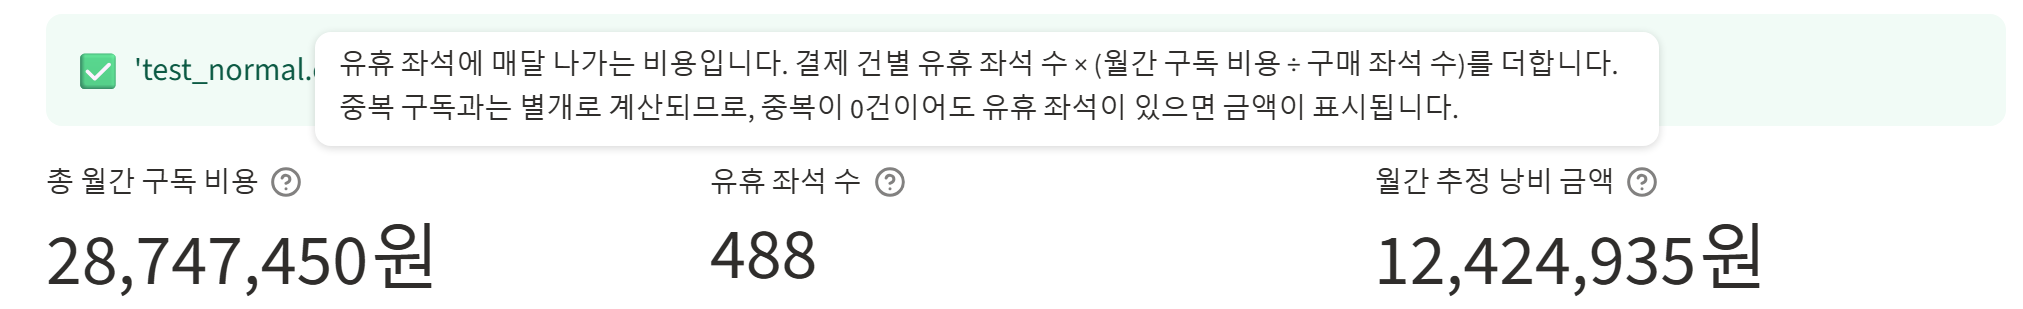 'test_normal.
유휴 좌석에 매달 나가는 비용입니다. 결제 건별 유휴 좌석 수 × (월간 구독 비용 ÷ 구매 좌석 수)를 더합니다.
중복 구독과는 별개로 계산되므로, 중복이 0건이어도 유휴 좌석이 있으면 금액이 표시됩니다.
총 월간 구독 비용
유휴 좌석 수
월간 추정 낭비 금액
28,747,450원
488
12,424,935원